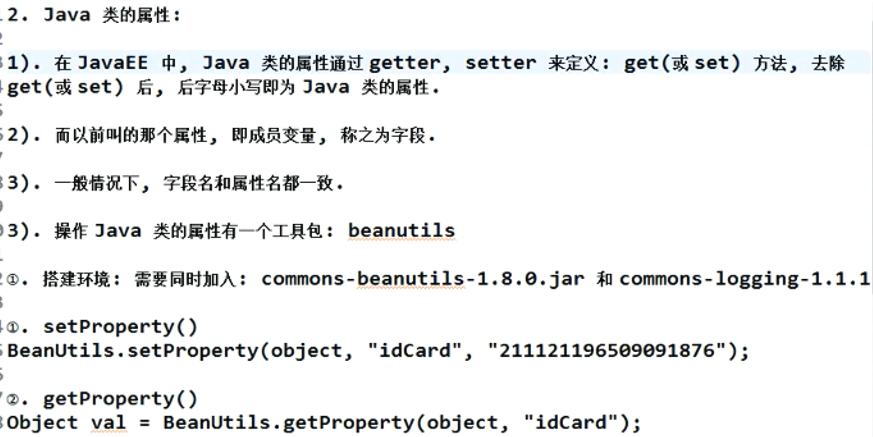 2. Java 类的属性:
1). 在 JavaEE 中, Java 类的属性通过 getter, setter 来定义: get(或 set) 方法, 去除
get(或 set) 后, 后字母小写即为 Java 类的属性.
2). 而以前叫的那个属性, 即成员变量, 称之为字段.
3). 一般情况下, 字段名和属性名都一致.
3). 操作 Java 类的属性有一个工具包: beanutils
①. 搭建环境: 需要同时加入: commons-beanutils-1.8.0.jar 和 commons-logging-1.1.1
①. setProperty()
BeanUtils.setProperty(object, "idCard", "211121196509091876");
②. getProperty()
Object val = BeanUtils.getProperty(object, "idCard");